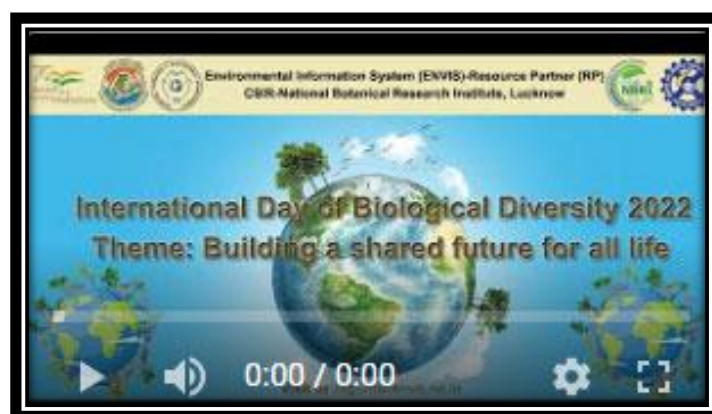 Environmental Information System (ENVIS)-Resource Partner (RP)
CSIR-National Botanical Research Institute, Lucknow
NBRI
International Day of Biological Diversity 2022
Theme: Building a shared future for all life
0:00 / 0:00